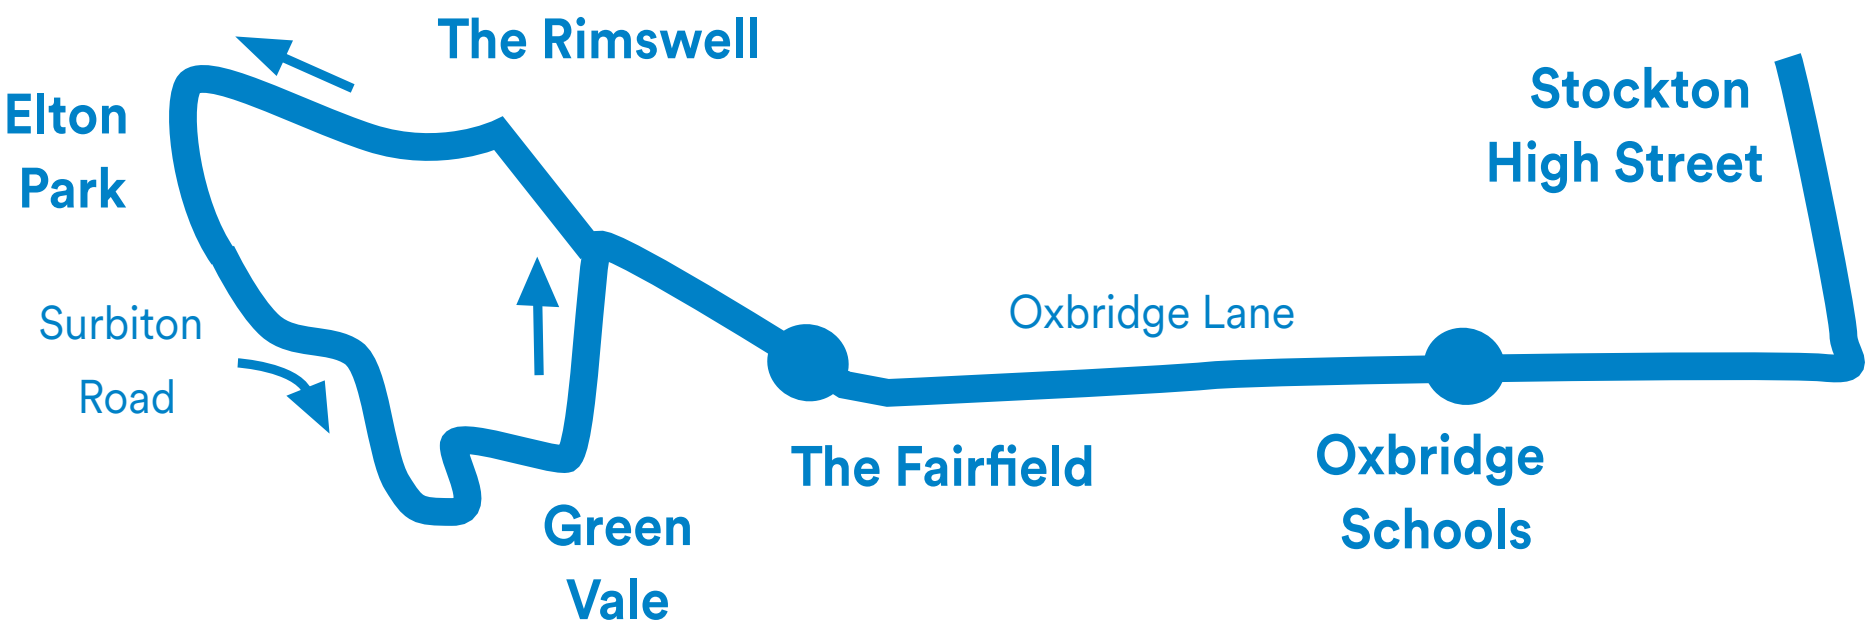 The Rimswell
Elton
Park
Stockton
High Street
Surbiton
Road
Oxbridge Lane
The Fairfield
Oxbridge
Schools
Green
Vale